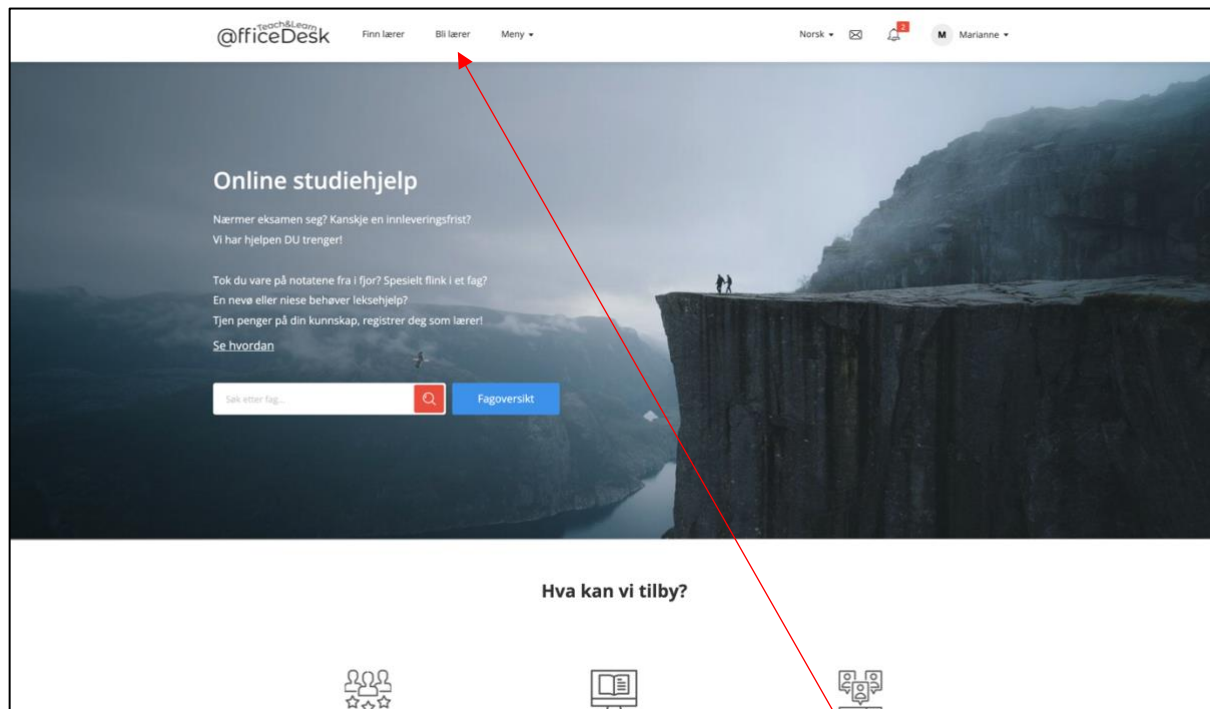 Teach&Learn
@fficeDesk
Finn lærer
Bli lærer
Meny
Norsk
2
M
Marianne
Online studiehjelp
Nærmer eksamen seg? Kanskje en innleveringsfrist?
Vi har hjelpen DU trenger!
Tok du vare på notatene fra i fjor? Spesielt flink i et fag?
En nevø eller niese behøver leksehjelp?
Tjen penger på din kunnskap, registrer deg som lærer!
Se hvordan
Søk etter fag...
Fagoversikt
Hva kan vi tilby?